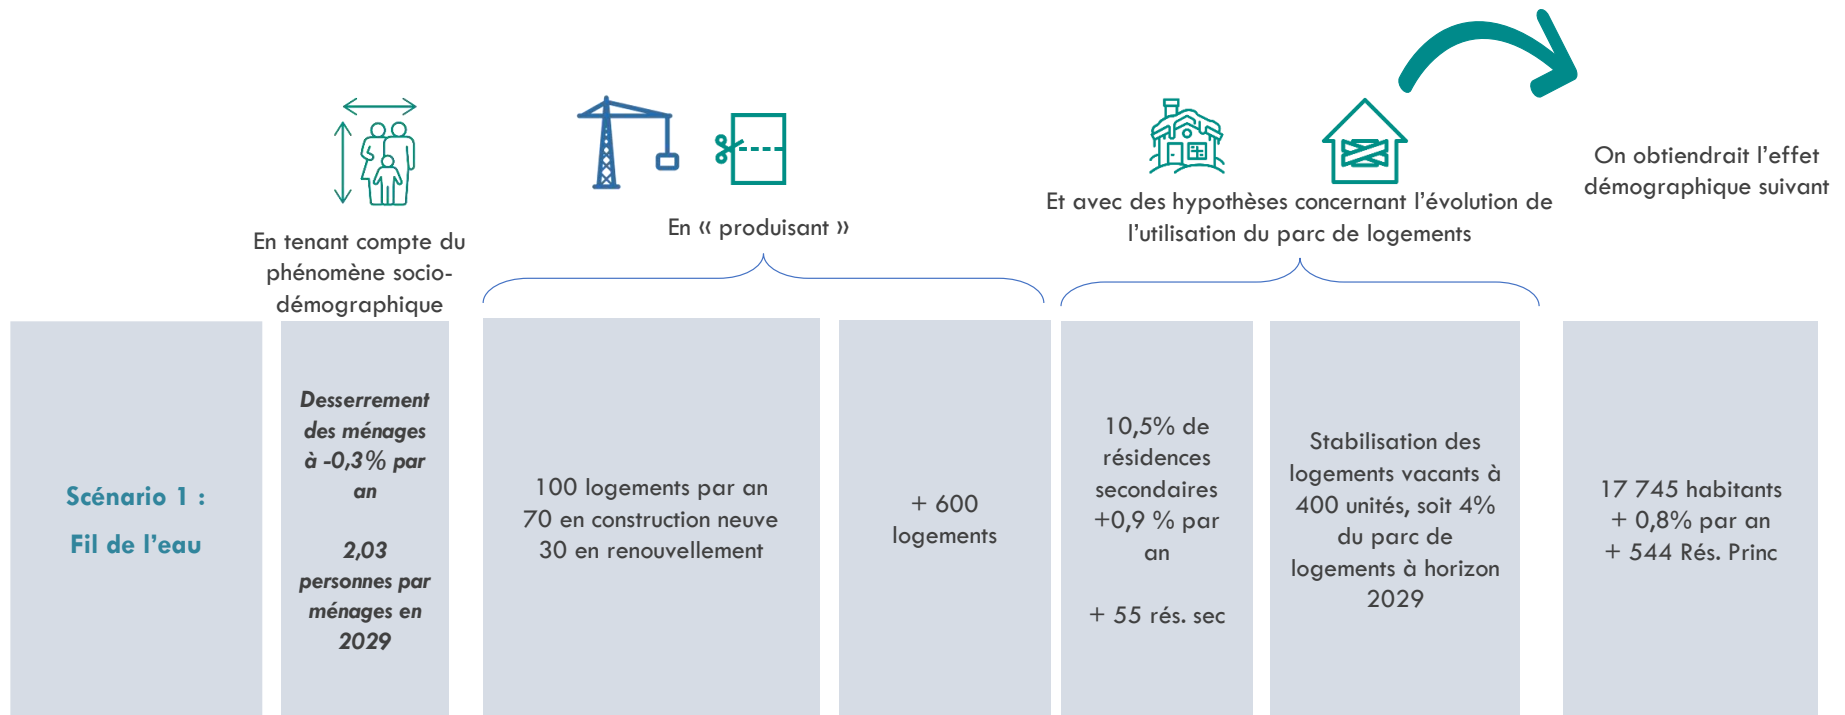 En tenant compte du
phénomène socio-
démographique
En « produisant »
Et avec des hypothèses concernant l’évolution de
l’utilisation du parc de logements
On obtiendrait l’effet
démographique suivant
Scénario 1 :
Fil de l’eau
Desserrement
des ménages
à -0,3% par
an
2,03
personnes par
ménages en
2029
100 logements par an
70 en construction neuve
30 en renouvellement
+ 600
logements
10,5% de
résidences
secondaires
+0,9 % par
an
+ 55 rés. sec
Stabilisation des
logements vacants à
400 unités, soit 4%
du parc de
logements à horizon
2029
17 745 habitants
+ 0,8% par an
+ 544 Rés. Princ